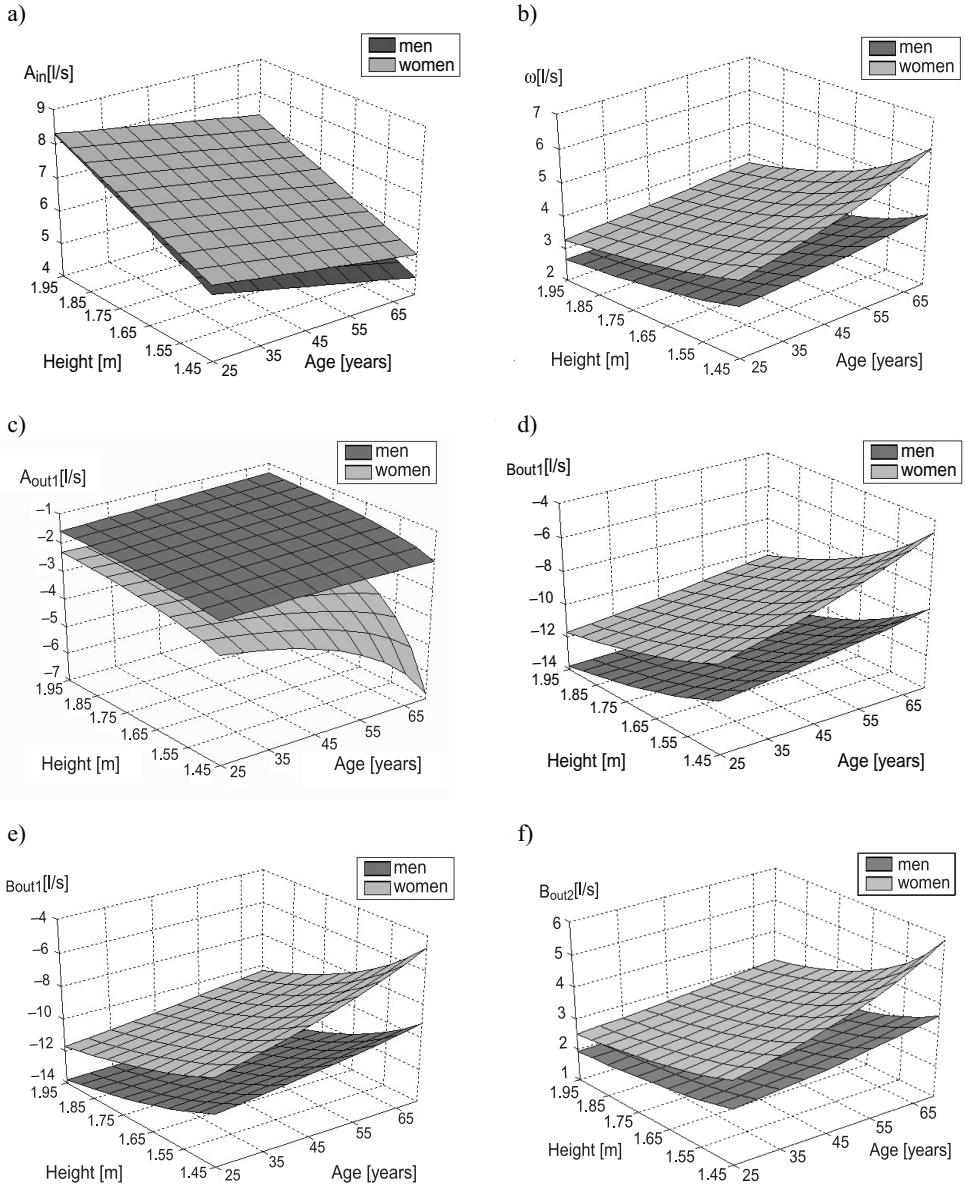 a)
men
women
A_in[l/s]
9
8
7
6
5
4
1.95
1.85
1.75
1.65
1.55
1.45
Height [m]
25
35
45
55
65
Age [years]
b)
men
women
ω[l/s]
7
6
5
4
3
2
1.95
1.85
1.75
1.65
1.55
1.45
Height [m]
25
35
45
55
65
Age [years]
c)
men
women
A_out1[l/s]
–1
–2
–3
–4
–5
–6
–7
1.95
1.85
1.75
1.65
1.55
1.45
Height [m]
25
35
45
55
65
Age [years]
d)
men
women
Bout1[l/s]
–4
–6
–8
–10
–12
–14
1.95
1.85
1.75
1.65
1.55
1.45
Height [m]
25
35
45
55
65
Age [years]
e)
men
women
Bout1[l/s]
–4
–6
–8
–10
–12
–14
1.95
1.85
1.75
1.65
1.55
1.45
Height [m]
25
35
45
55
65
Age [years]
f)
men
women
B_out2[l/s]
6
5
4
3
2
1
1.95
1.85
1.75
1.65
1.55
1.45
Height [m]
25
35
45
55
65
Age [years]